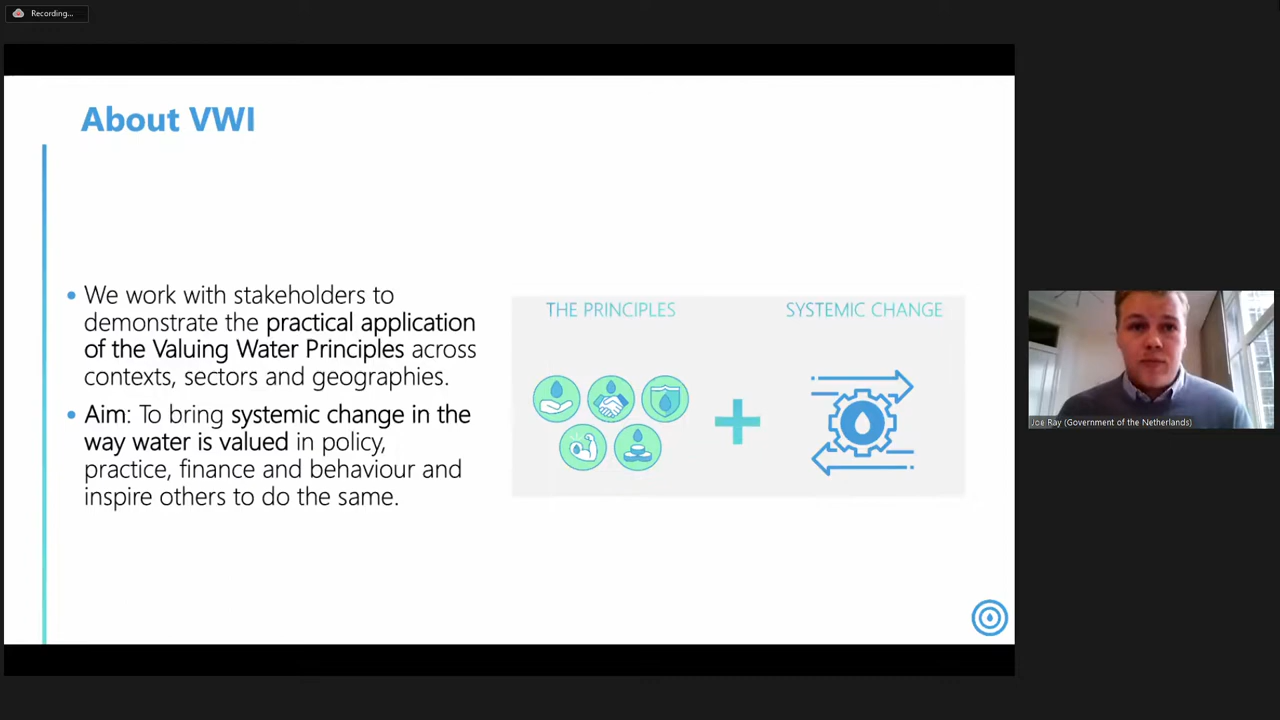 Recording...
About VWI
• We work with stakeholders to
demonstrate the practical application
of the Valuing Water Principles across
contexts, sectors and geographies.
• Aim: To bring systemic change in the
way water is valued in policy,
practice, finance and behaviour and
inspire others to do the same.
THE PRINCIPLES
SYSTEMIC CHANGE
Joe Ray (Government of the Netherlands)